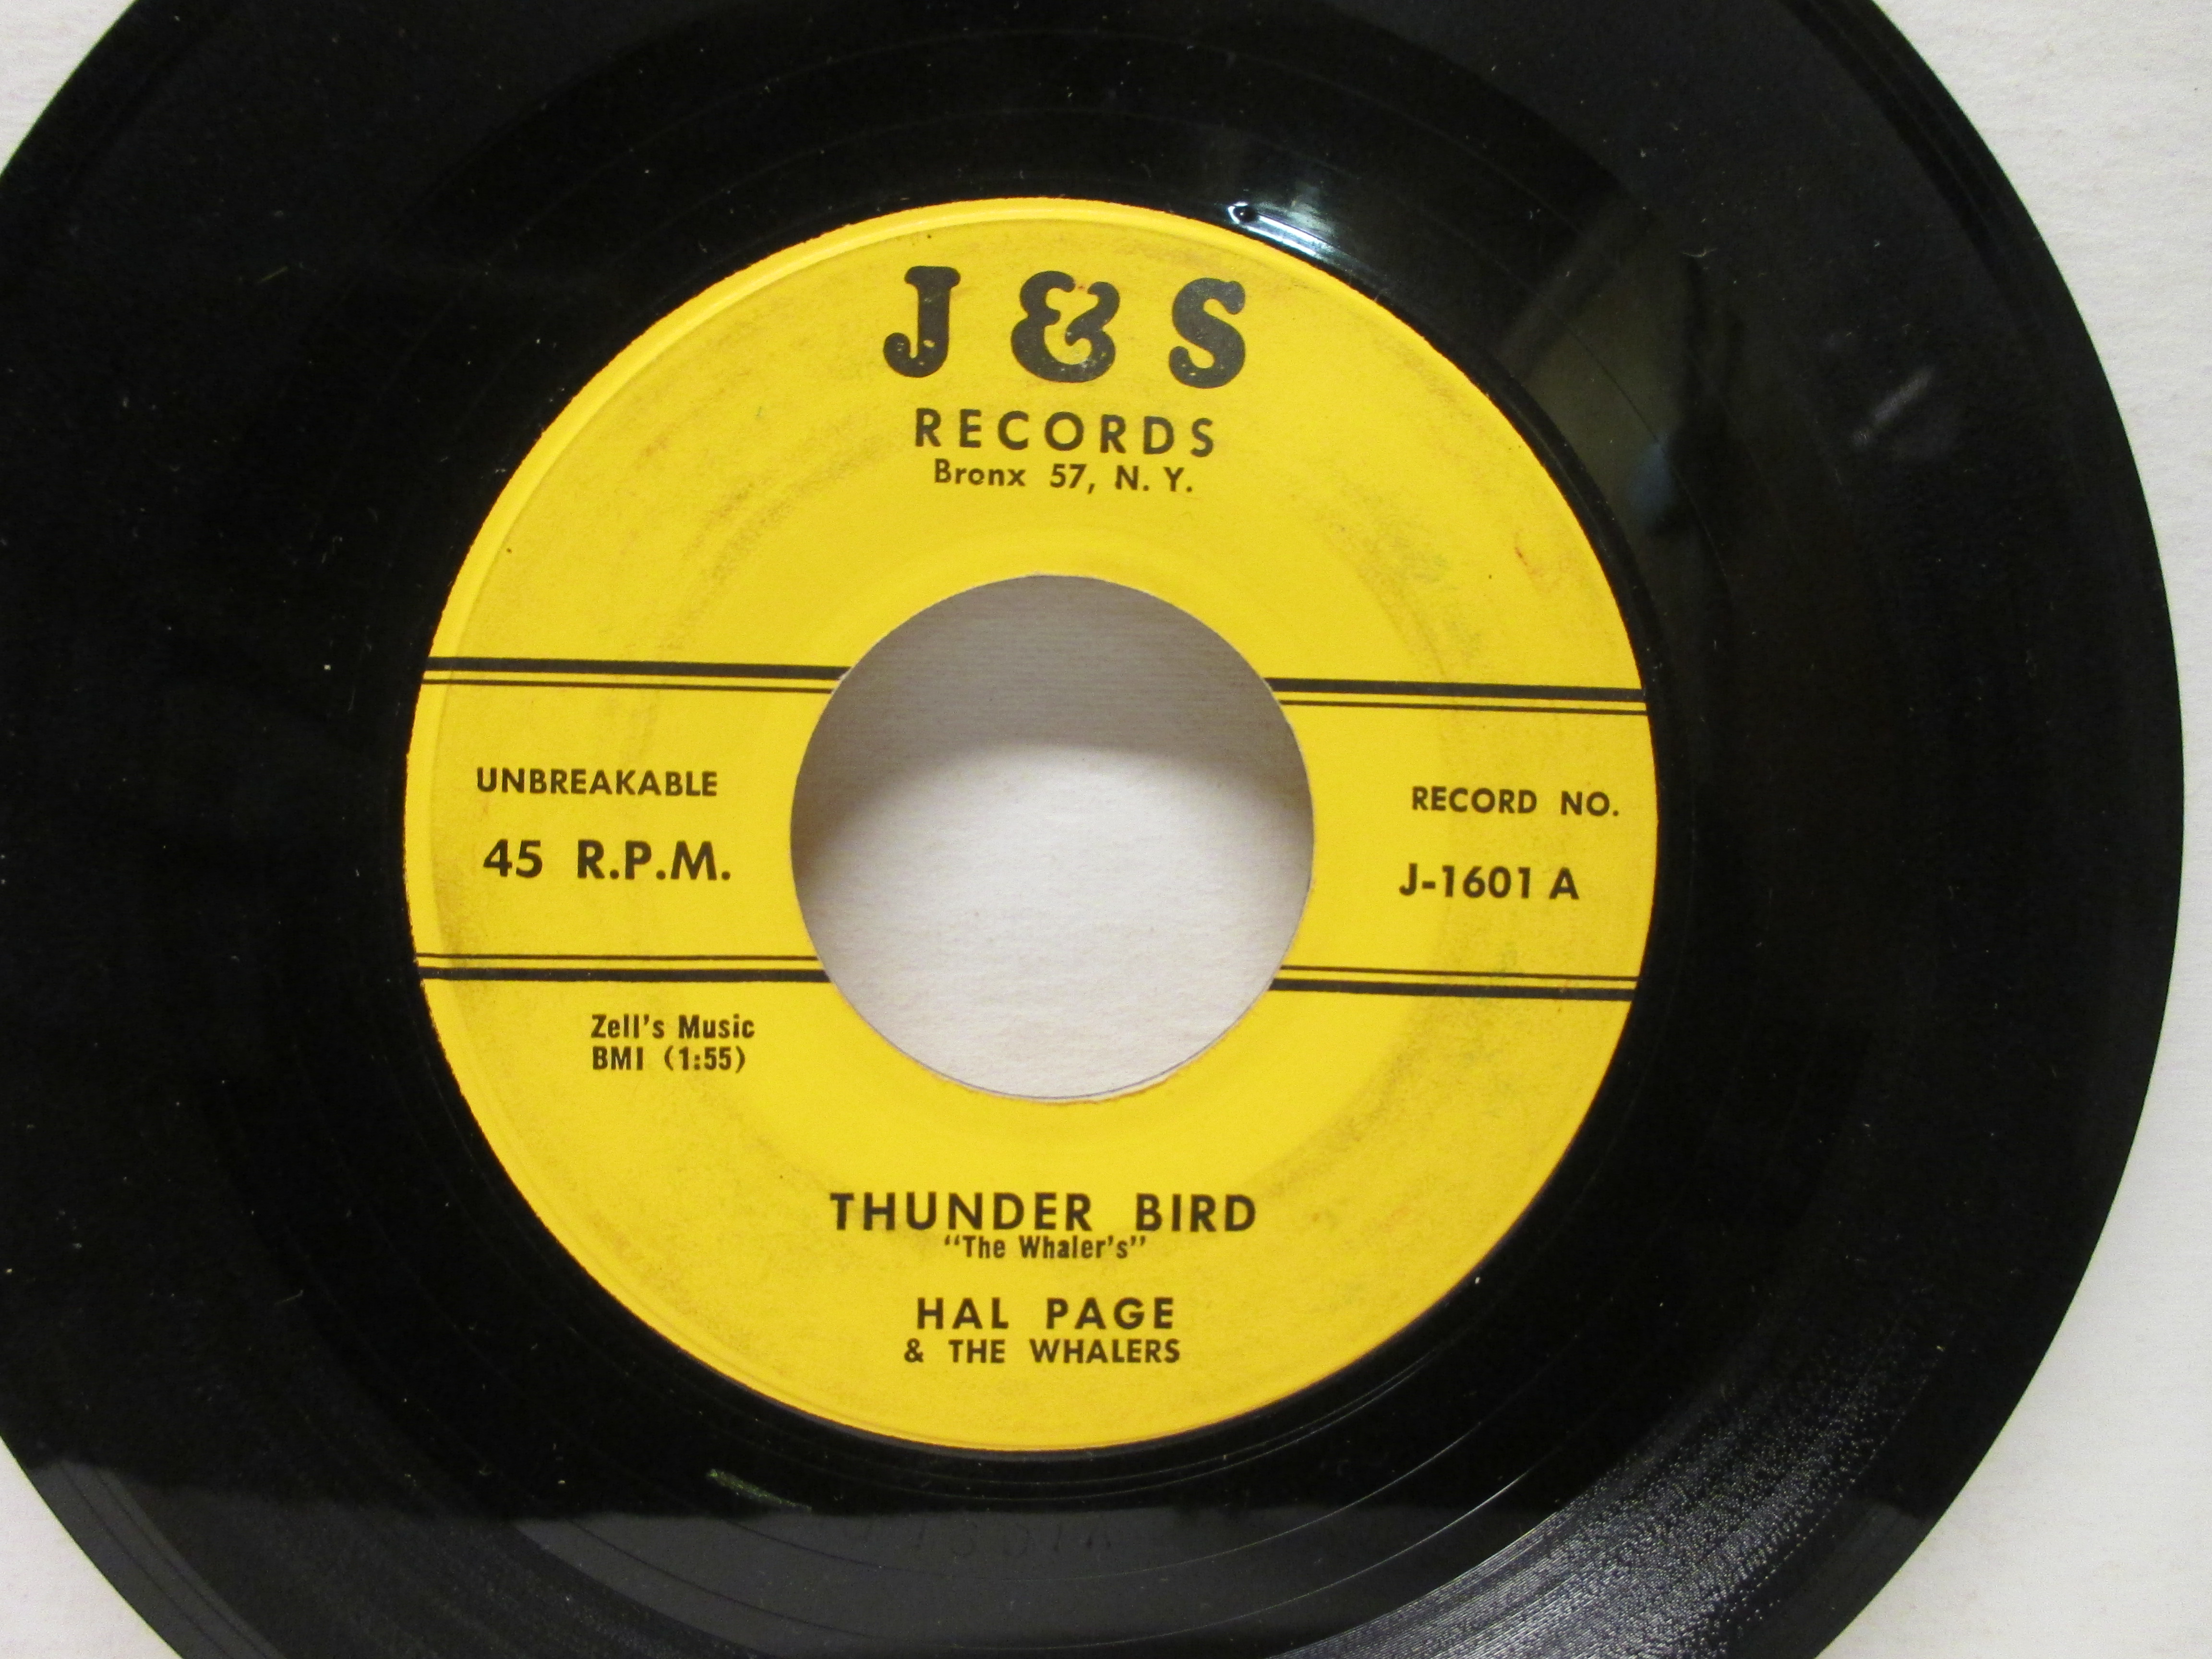 J & S
RECORDS
Bronx 57, N. Y.
UNBREAKABLE
45 R.P.M.
RECORD NO.
J-1601 A
Zell's Music
BMI (1:55)
THUNDER BIRD
"The Whaler's"
HAL PAGE
& THE WHALERS